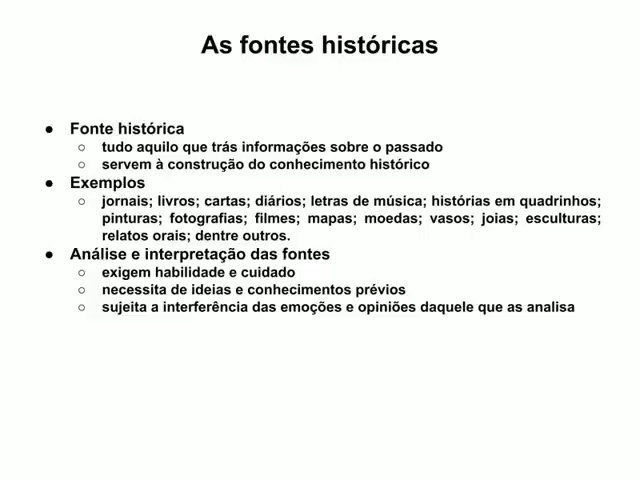 As fontes históricas
● Fonte histórica
○ tudo aquilo que trás informações sobre o passado
○ servem à construção do conhecimento histórico
● Exemplos
○ jornais; livros; cartas; diários; letras de música; histórias em quadrinhos;
pinturas; fotografias; filmes; mapas; moedas; vasos; joias; esculturas;
relatos orais; dentre outros.
● Análise e interpretação das fontes
○ exigem habilidade e cuidado
○ necessita de ideias e conhecimentos prévios
○ sujeita a interferência das emoções e opiniões daquele que as analisa